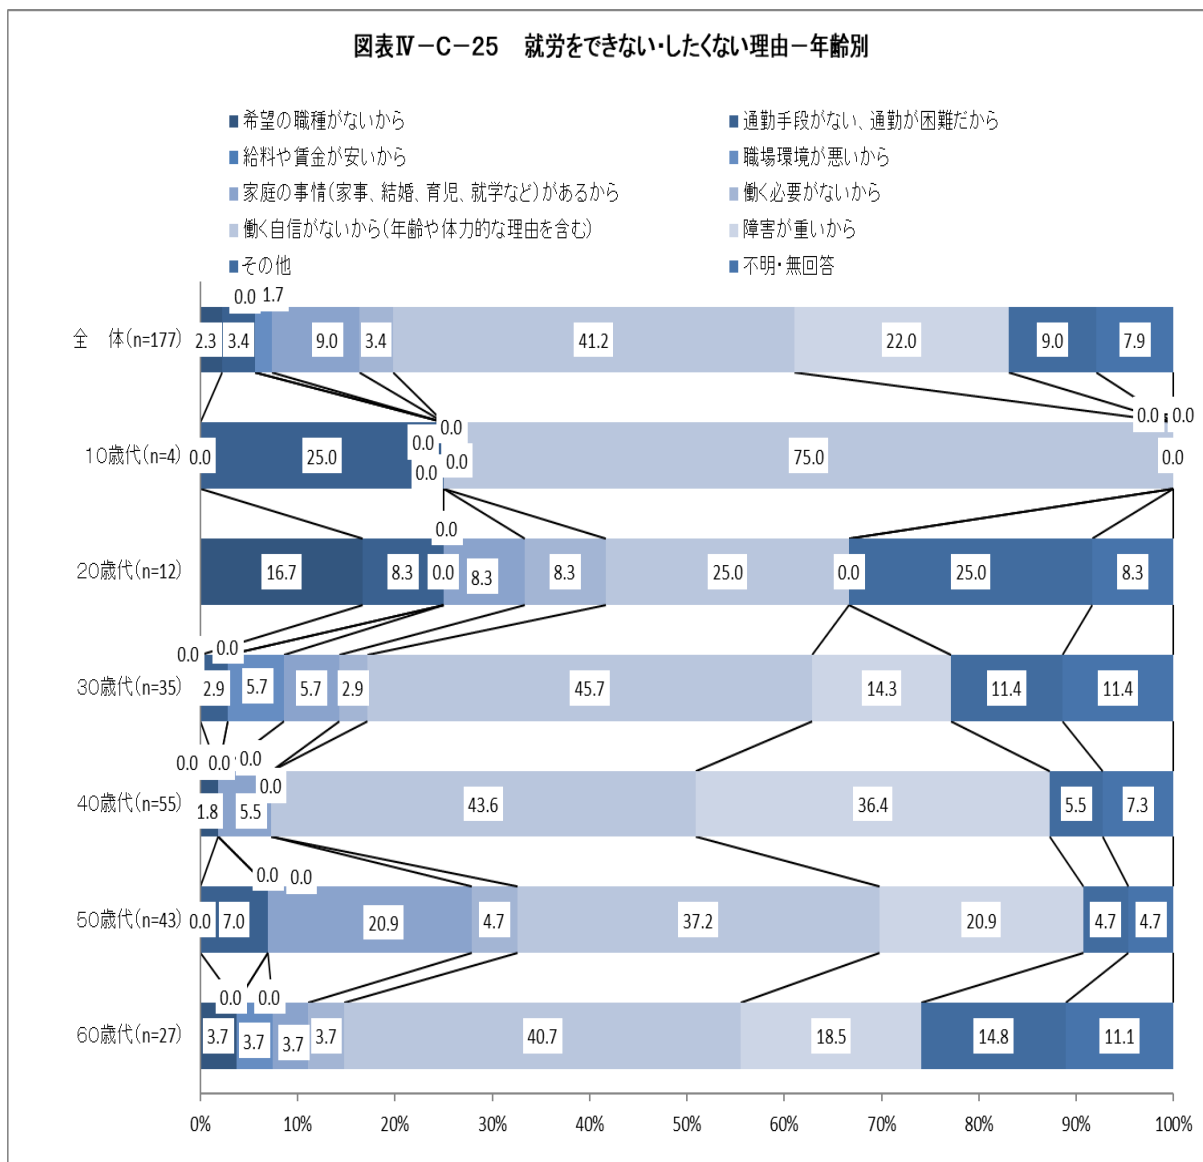 図表Ⅳ－C－25　就労をできない・したくない理由－年齢別
希望の職種がないから　通勤手段がない、通勤が困難だから
給料や賃金が安いから　職場環境が悪いから
家庭の事情(家事、結婚、育児、就学など)があるから　働く必要がないから
働く自信がないから(年齢や体力的な理由を含む)　障害が重いから
その他　不明・無回答
0.0 1.7
全　体(n=177) 2.3 3.4 9.0 3.4 41.2 22.0 9.0 7.9
0.0 0.0 0.0
10歳代(n=4) 0.0 25.0 0.0 0.0 0.0 75.0 0.0
0.0
20歳代(n=12) 16.7 8.3 0.0 8.3 8.3 25.0 0.0 25.0 8.3
0.0 0.0
30歳代(n=35) 2.9 5.7 5.7 2.9 45.7 14.3 11.4 11.4
0.0 0.0 0.0
40歳代(n=55) 1.8 5.5 0.0 43.6 36.4 5.5 7.3
0.0 0.0
50歳代(n=43) 0.0 7.0 20.9 4.7 37.2 20.9 4.7 4.7
0.0 0.0
60歳代(n=27) 3.7 3.7 3.7 3.7 40.7 18.5 14.8 11.1
0% 10% 20% 30% 40% 50% 60% 70% 80% 90% 100%